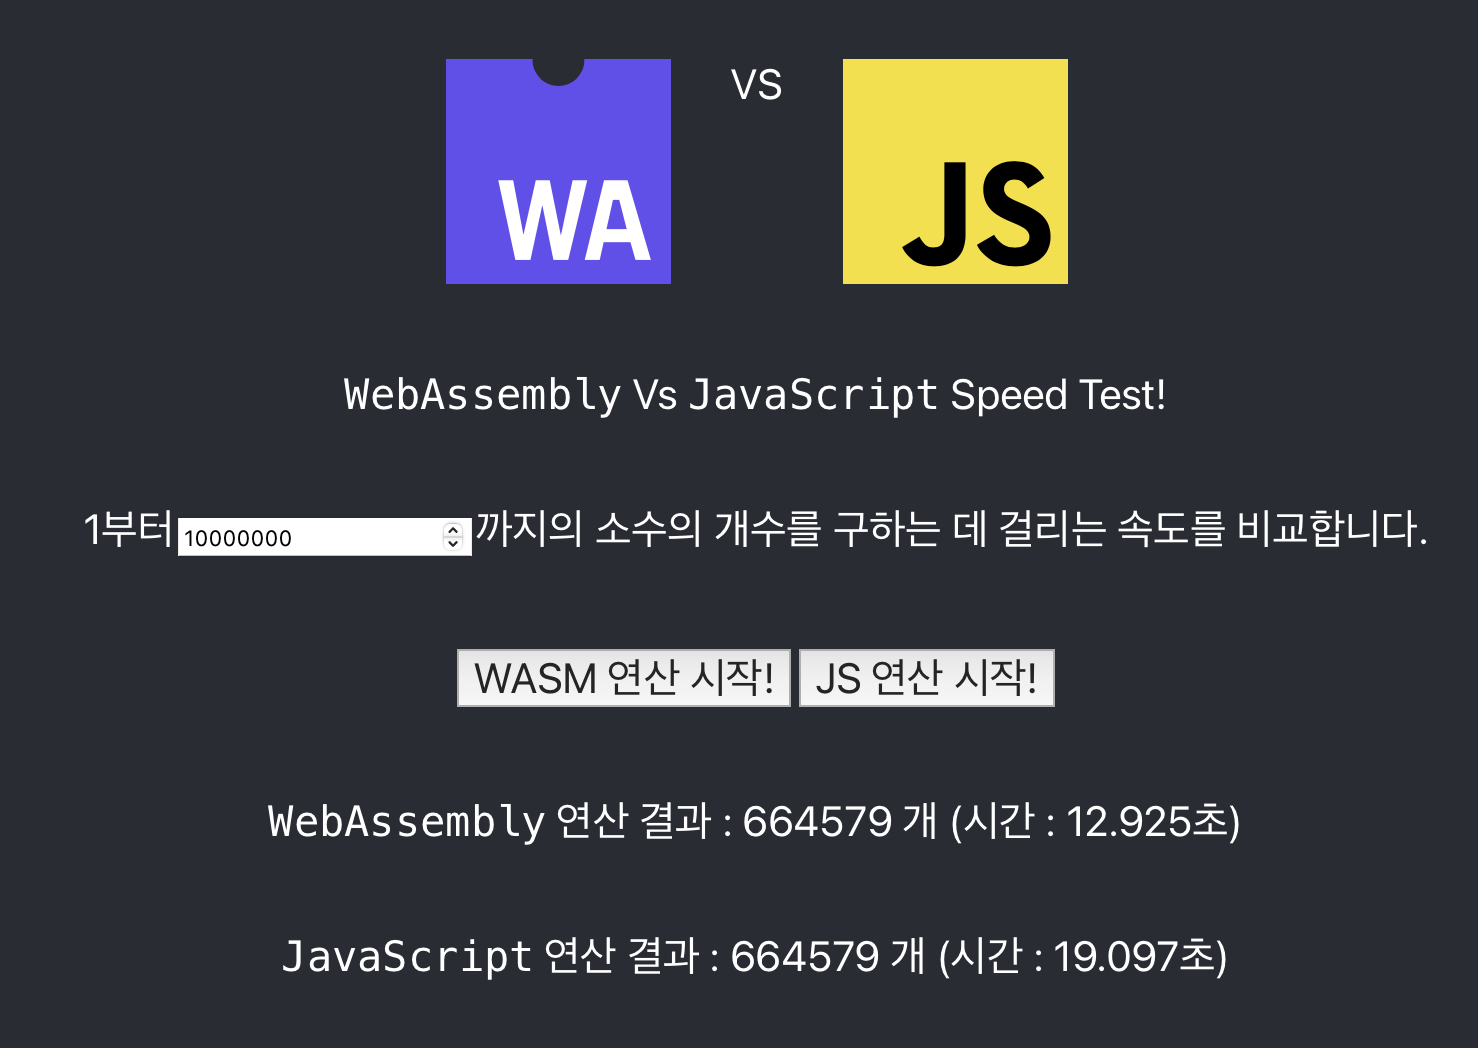 WA VS JS
WebAssembly Vs JavaScript Speed Test!
1부터 10000000 까지의 소수의 개수를 구하는 데 걸리는 속도를 비교합니다.
WASM 연산 시작! JS 연산 시작!
WebAssembly 연산 결과 : 664579 개 (시간 : 12.925초)
JavaScript 연산 결과 : 664579 개 (시간 : 19.097초)